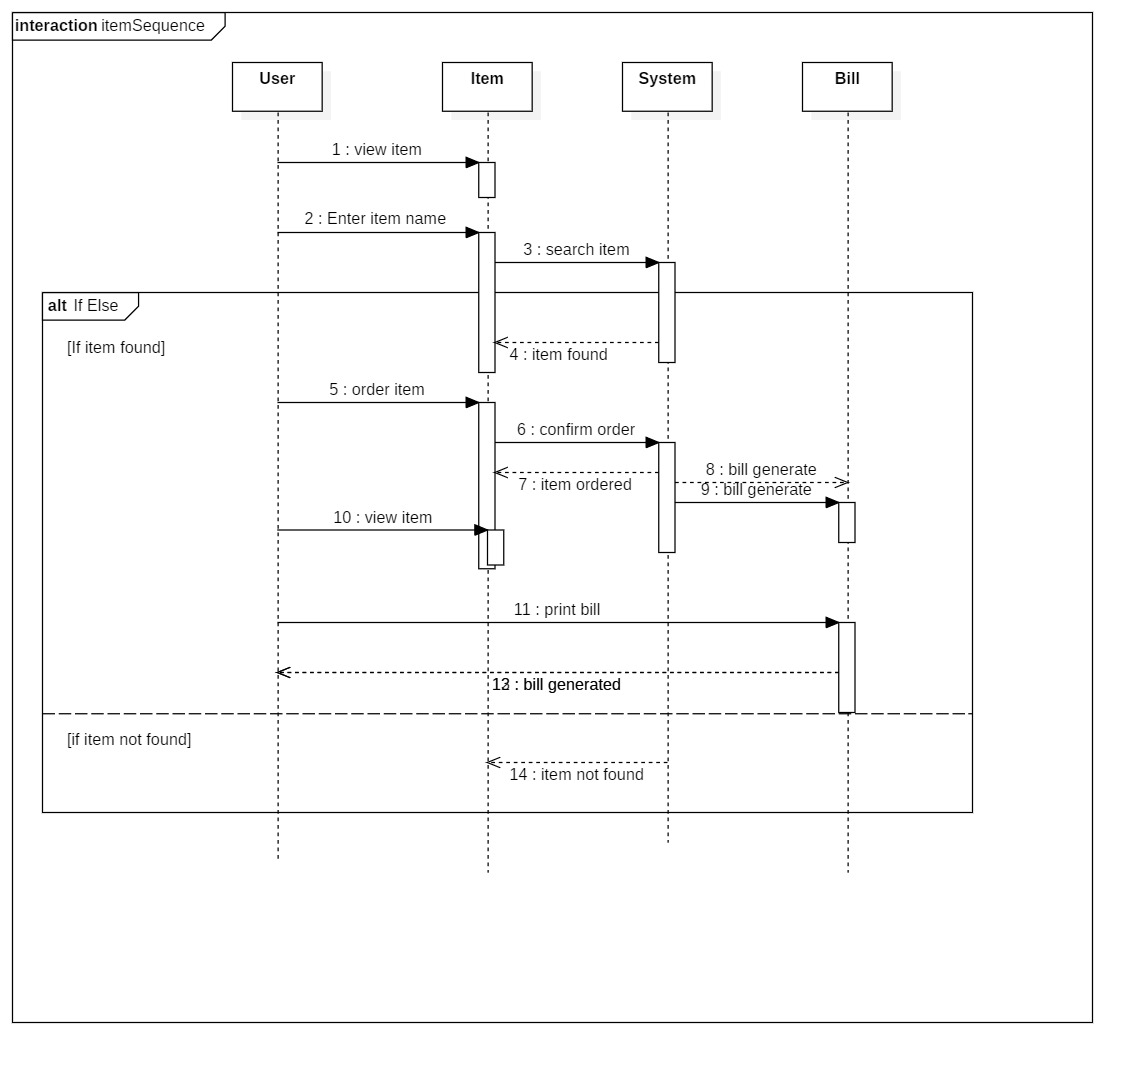 interaction itemSequence
User
Item
System
Bill
1 : view item
2 : Enter item name
3 : search item
alt If Else
[If item found]
4 : item found
5 : order item
6 : confirm order
8 : bill generate
7 : item ordered
9 : bill generate
10 : view item
11 : print bill
: bill generated
[if item not found]
14 : item not found